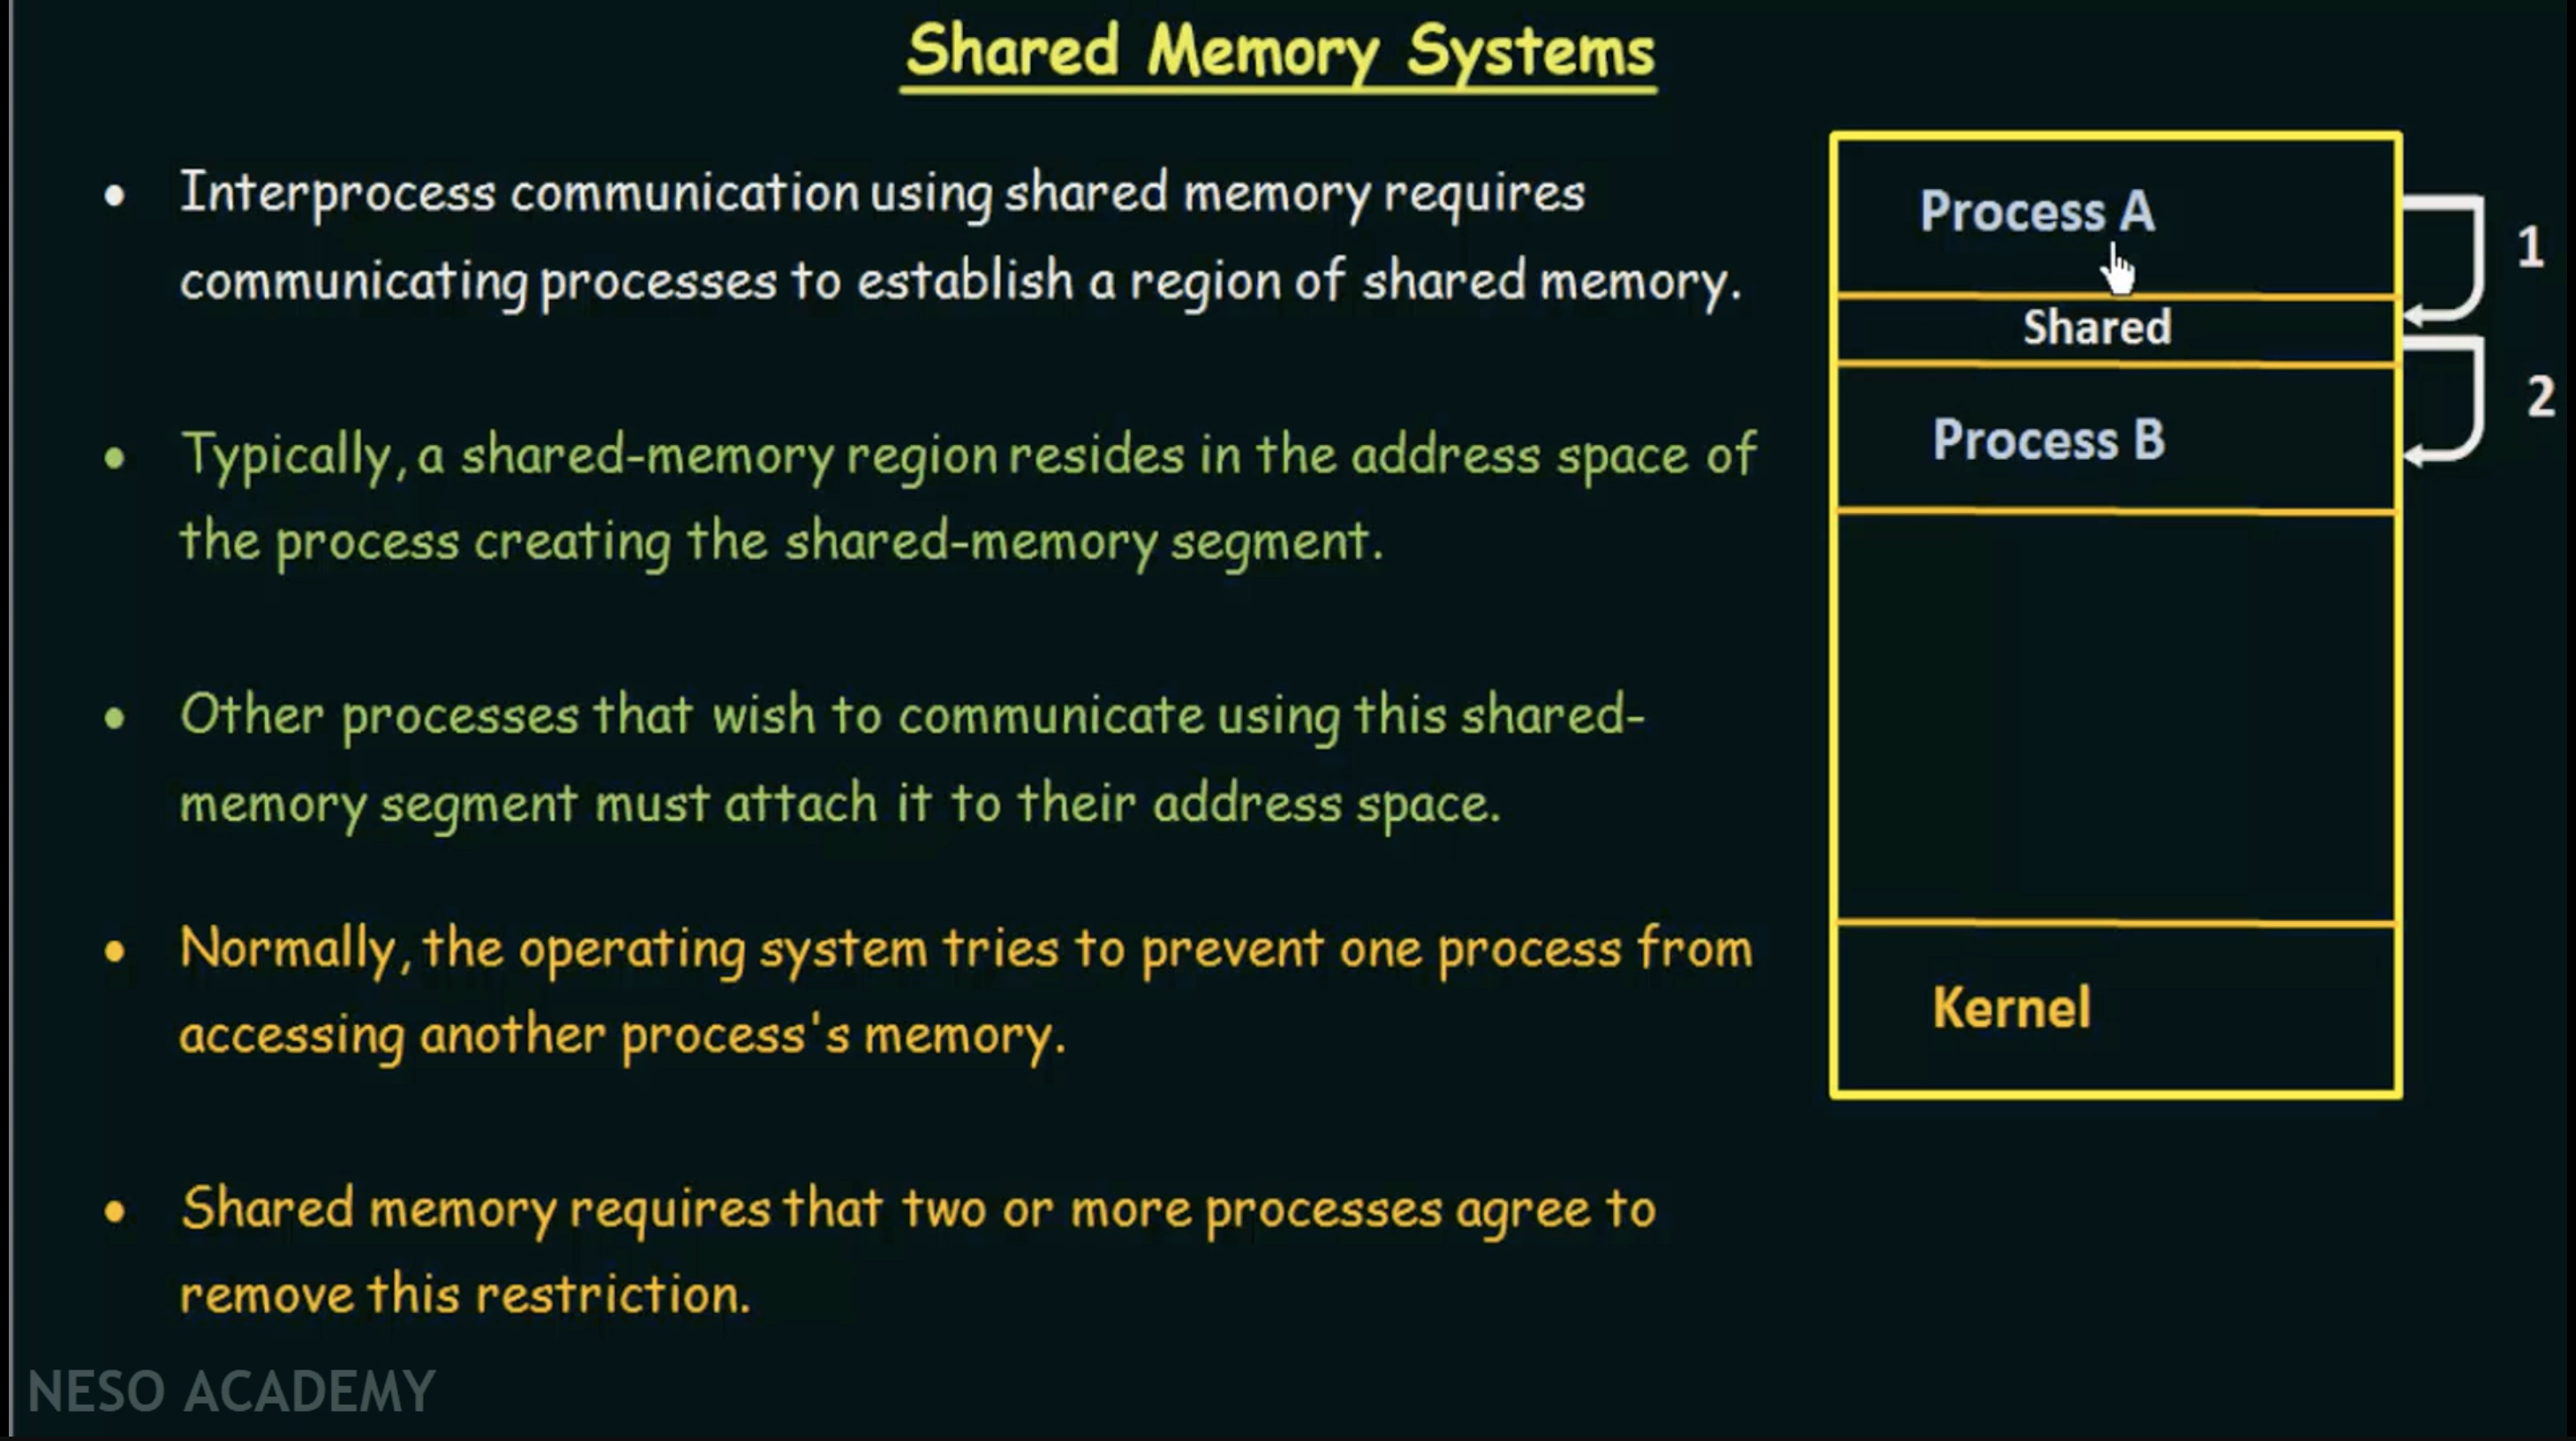 Shared Memory Systems
• Interprocess communication using shared memory requires
communicating processes to establish a region of shared memory.
• Typically, a shared-memory region resides in the address space of
the process creating the shared-memory segment.
• Other processes that wish to communicate using this shared-
memory segment must attach it to their address space.
• Normally, the operating system tries to prevent one process from
accessing another process's memory.
• Shared memory requires that two or more processes agree to
remove this restriction.
Process A
1
Shared
2
Process B
Kernel
NESO ACADEMY